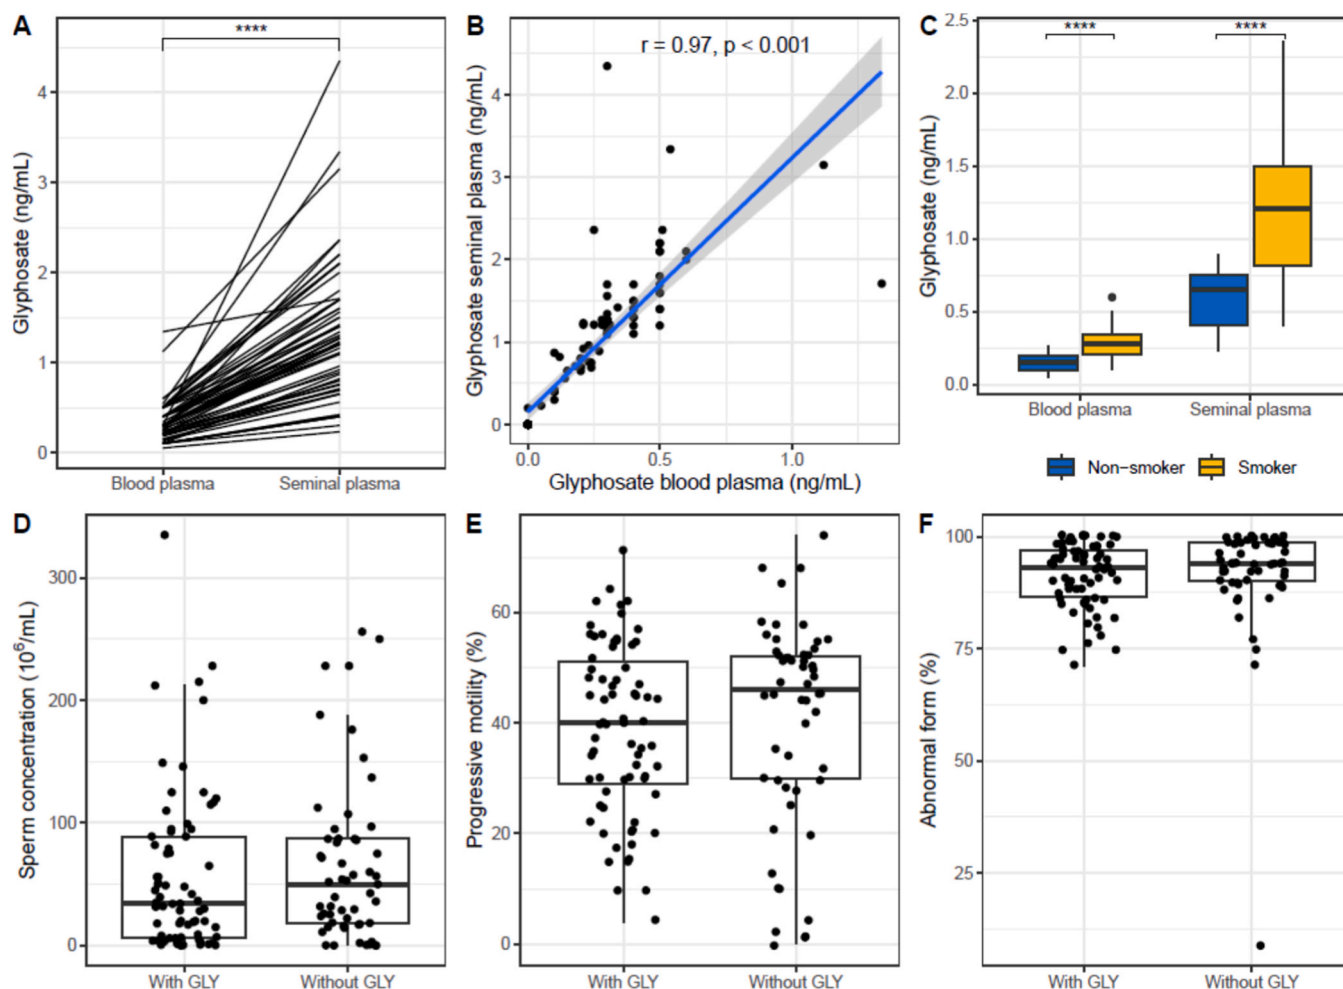 A
****
Glyphosate (ng/mL)
4
3
2
1
0
Blood plasma
Seminal plasma
B
r = 0.97, p < 0.001
Glyphosate seminal plasma (ng/mL)
4
3
2
1
0
0.0
0.5
1.0
Glyphosate blood plasma (ng/mL)
C
****
****
Glyphosate (ng/mL)
2.5
2.0
1.5
1.0
0.5
0.0
Blood plasma
Seminal plasma
Non−smoker
Smoker
D
Sperm concentration (10⁶/mL)
300
200
100
0
With GLY
Without GLY
E
Progressive motility (%)
60
40
20
0
With GLY
Without GLY
F
Abnormal form (%)
100
75
50
25
With GLY
Without GLY